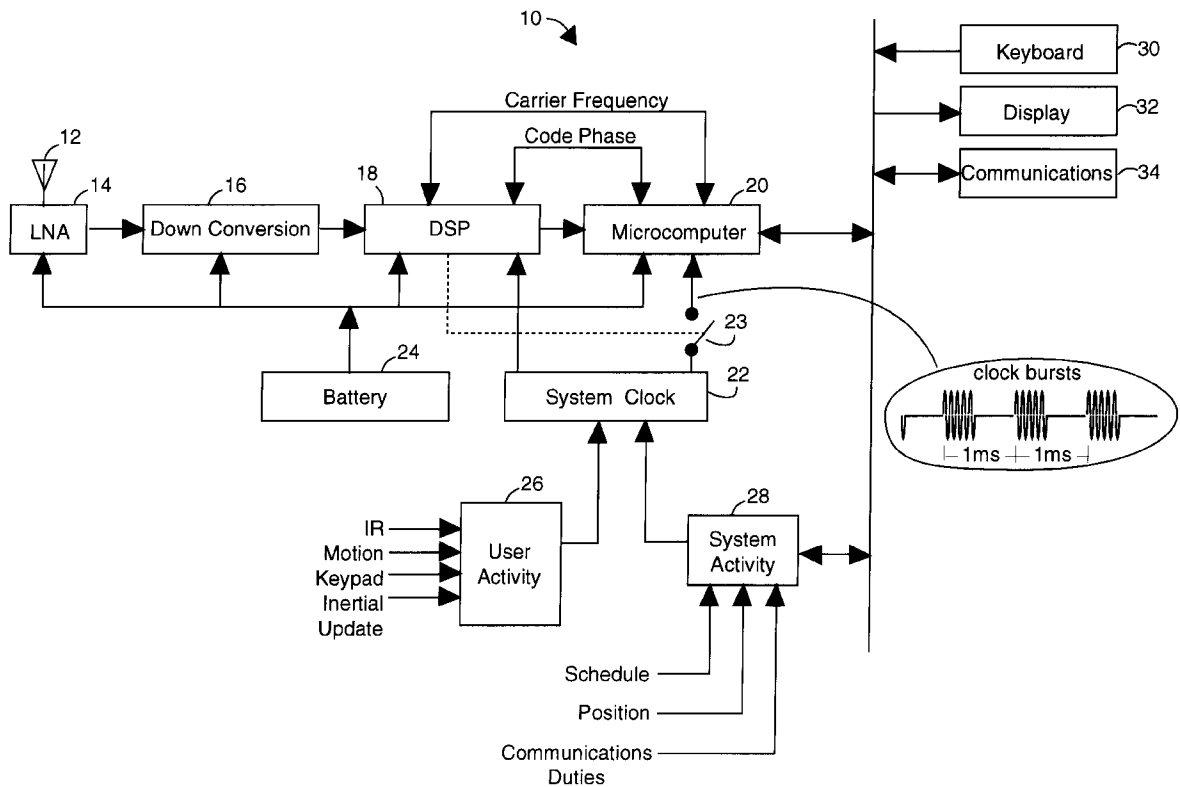 10
Keyboard
30
Carrier Frequency
Display
32
Code Phase
12
Communications
34
14
16
18
20
LNA
Down Conversion
DSP
Microcomputer
23
24
22
Battery
System Clock
clock bursts
1ms
1ms
26
28
IR
Motion
Keypad
Inertial
Update
User
Activity
System
Activity
Schedule
Position
Communications
Duties